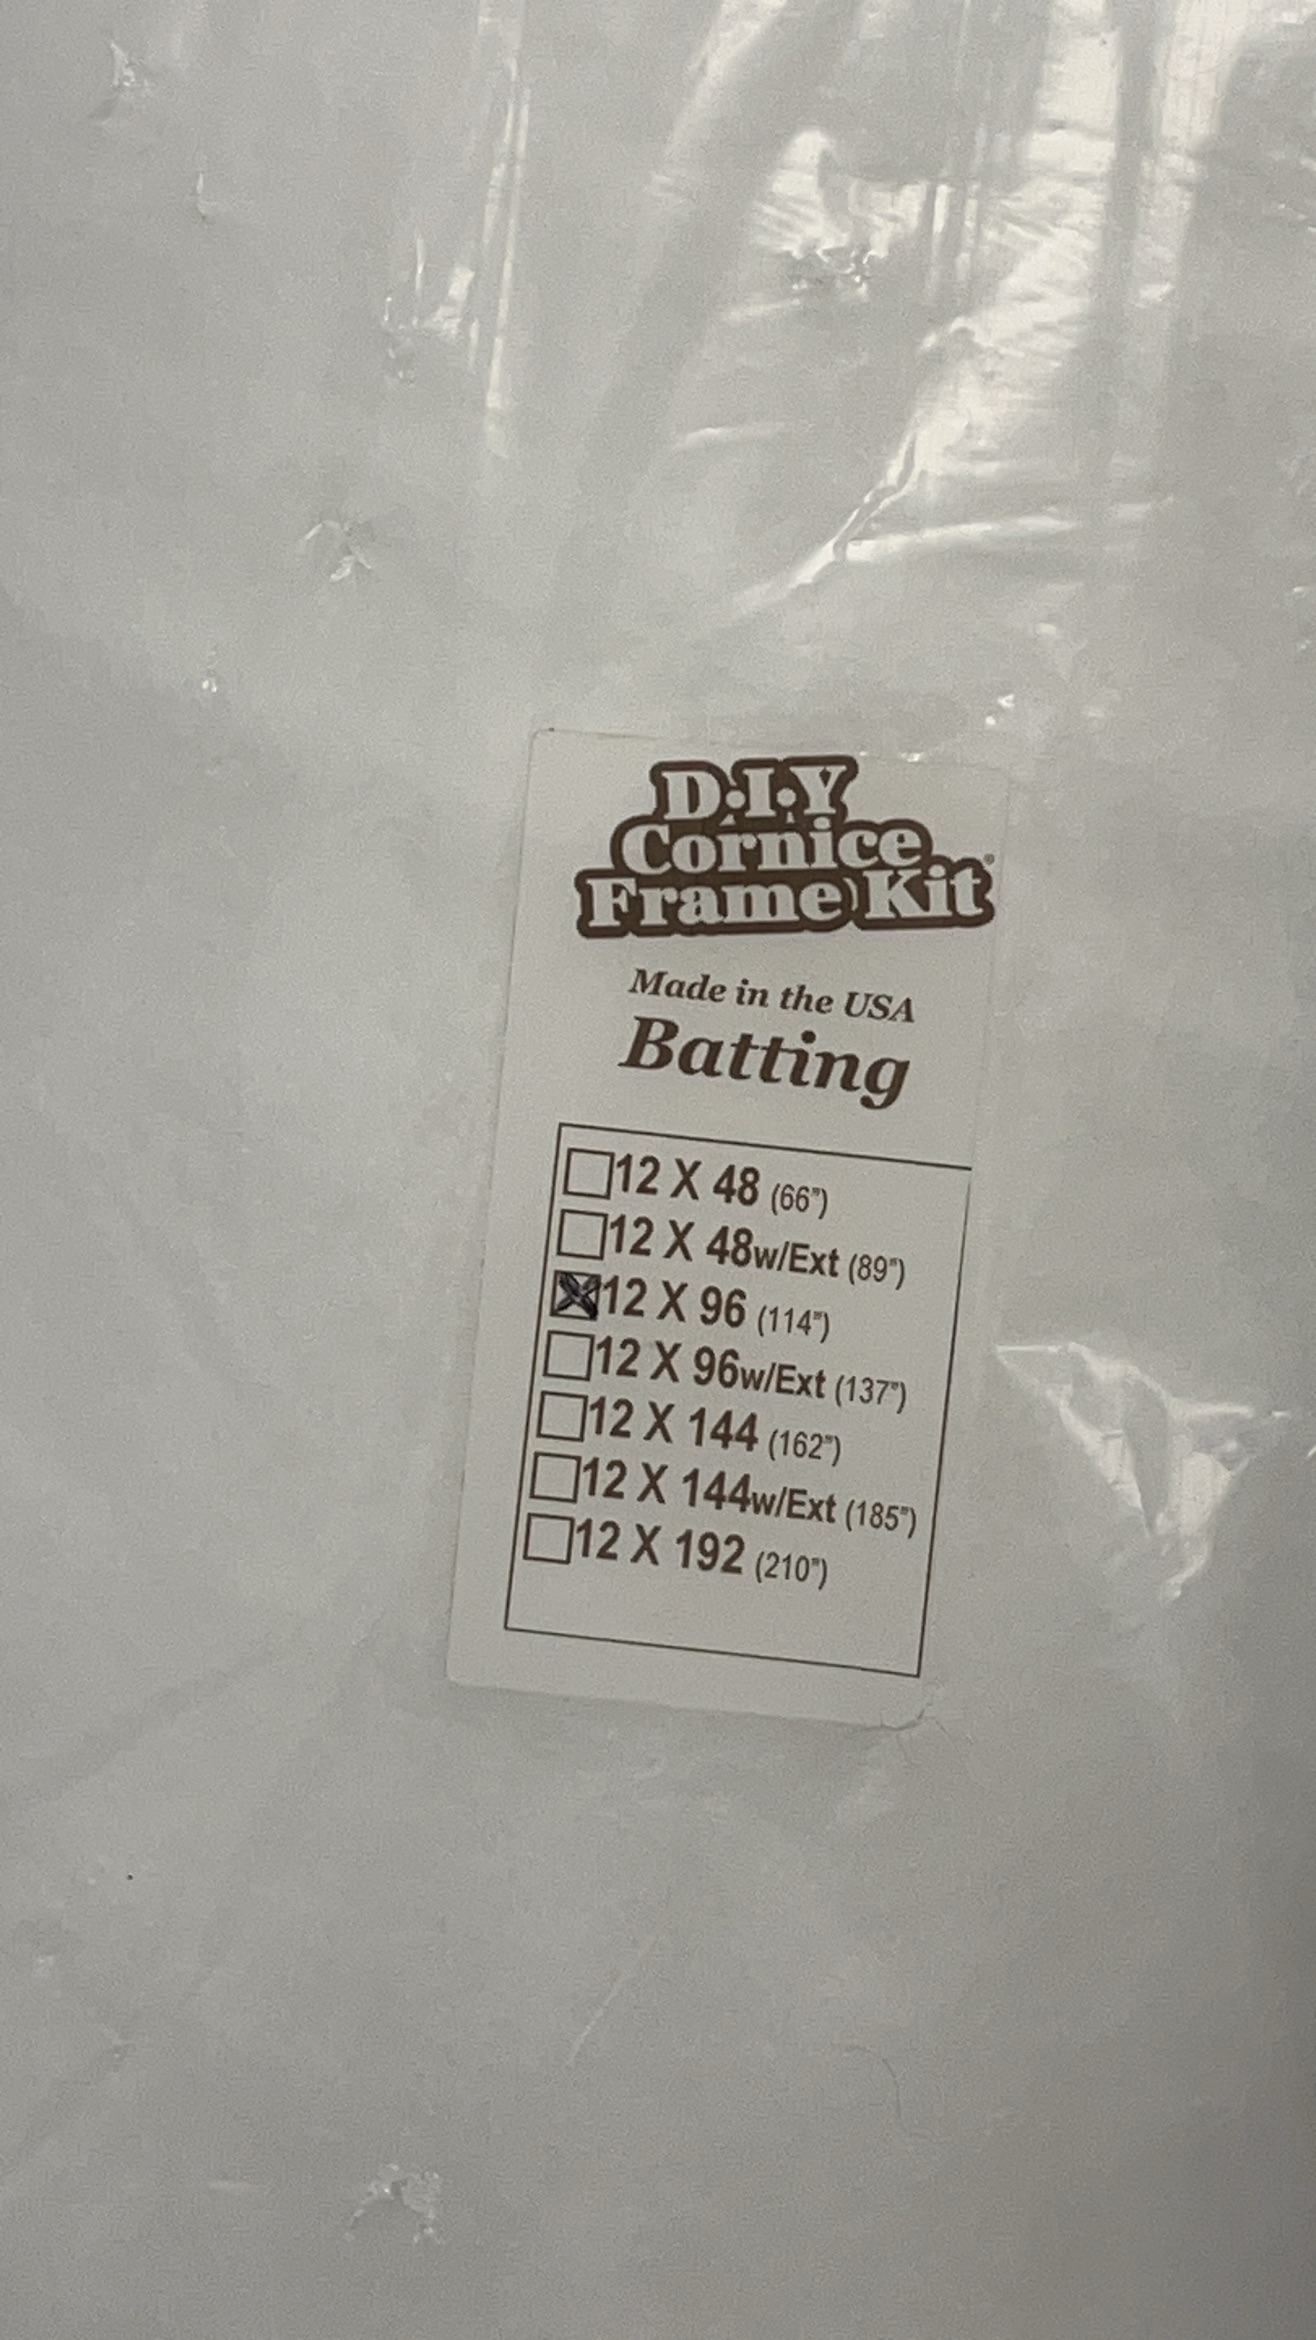 D·I·Y
Cornice
Frame Kit®
Made in the USA
Batting
☐12 X 48 (66")
☐12 X 48w/Ext (89")
☒12 X 96 (114")
☐12 X 96w/Ext (137")
☐12 X 144 (162")
☐12 X 144w/Ext (185")
☐12 X 192 (210")